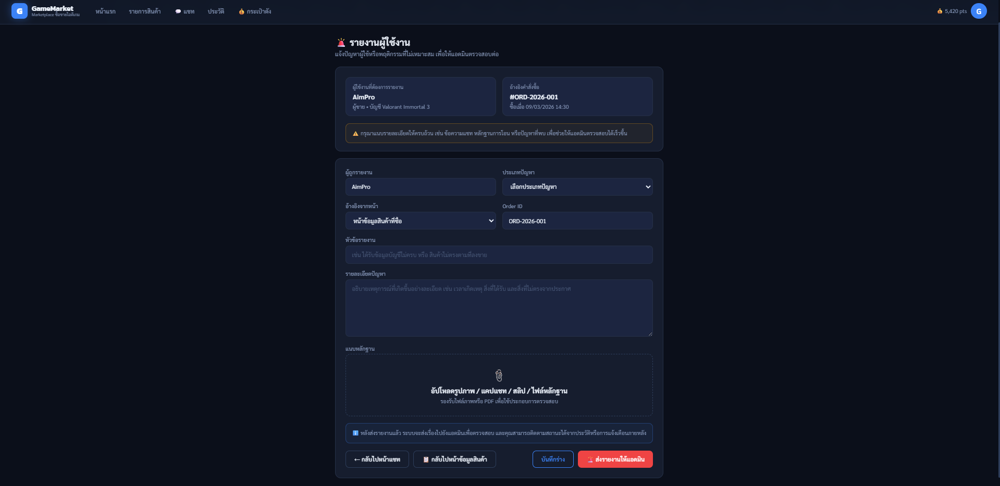 G GameMarket
Marketplace ซื้อขายไอดีเกม
หน้าแรก รายการสินค้า แชท ประวัติ กระเป๋าตัง
5,420 pts G
รายงานผู้ใช้งาน
แจ้งปัญหาผู้ใช้หรือพฤติกรรมที่ไม่เหมาะสม เพื่อให้แอดมินตรวจสอบต่อ
ผู้ใช้งานที่ต้องการรายงาน
AimPro
ผู้ขาย • บัญชี Valorant Immortal 3
อ้างอิงคำสั่งซื้อ
#ORD-2026-001
ซื้อเมื่อ 09/03/2026 14:30
กรุณาแนบรายละเอียดให้ครบถ้วน เช่น ข้อความแชท หลักฐานการโอน หรือปัญหาที่พบ เพื่อช่วยให้แอดมินตรวจสอบได้เร็วขึ้น
ผู้ถูกรายงาน
AimPro
ประเภทปัญหา
เลือกประเภทปัญหา
อ้างอิงจากหน้า
หน้าข้อมูลสินค้าที่ซื้อ
Order ID
ORD-2026-001
หัวข้อรายงาน
เช่น ได้รับข้อมูลบัญชีไม่ครบ หรือ สินค้าไม่ตรงตามที่ลงขาย
รายละเอียดปัญหา
อธิบายเหตุการณ์ที่เกิดขึ้นอย่างละเอียด เช่น เวลาเกิดเหตุ สิ่งที่ได้รับ และสิ่งที่ไม่ตรงจากประกาศ
แนบหลักฐาน
อัปโหลดรูปภาพ / แคปแชท / สลิป / ไฟล์หลักฐาน
รองรับไฟล์ภาพหรือ PDF เพื่อใช้ประกอบการตรวจสอบ
หลังส่งรายงานแล้ว ระบบจะส่งเรื่องไปยังแอดมินเพื่อตรวจสอบ และคุณสามารถติดตามสถานะได้จากประวัติหรือการแจ้งเตือนภายหลัง
← กลับไปหน้าแชท กลับไปหน้าข้อมูลสินค้า บันทึกร่าง ส่งรายงานให้แอดมิน